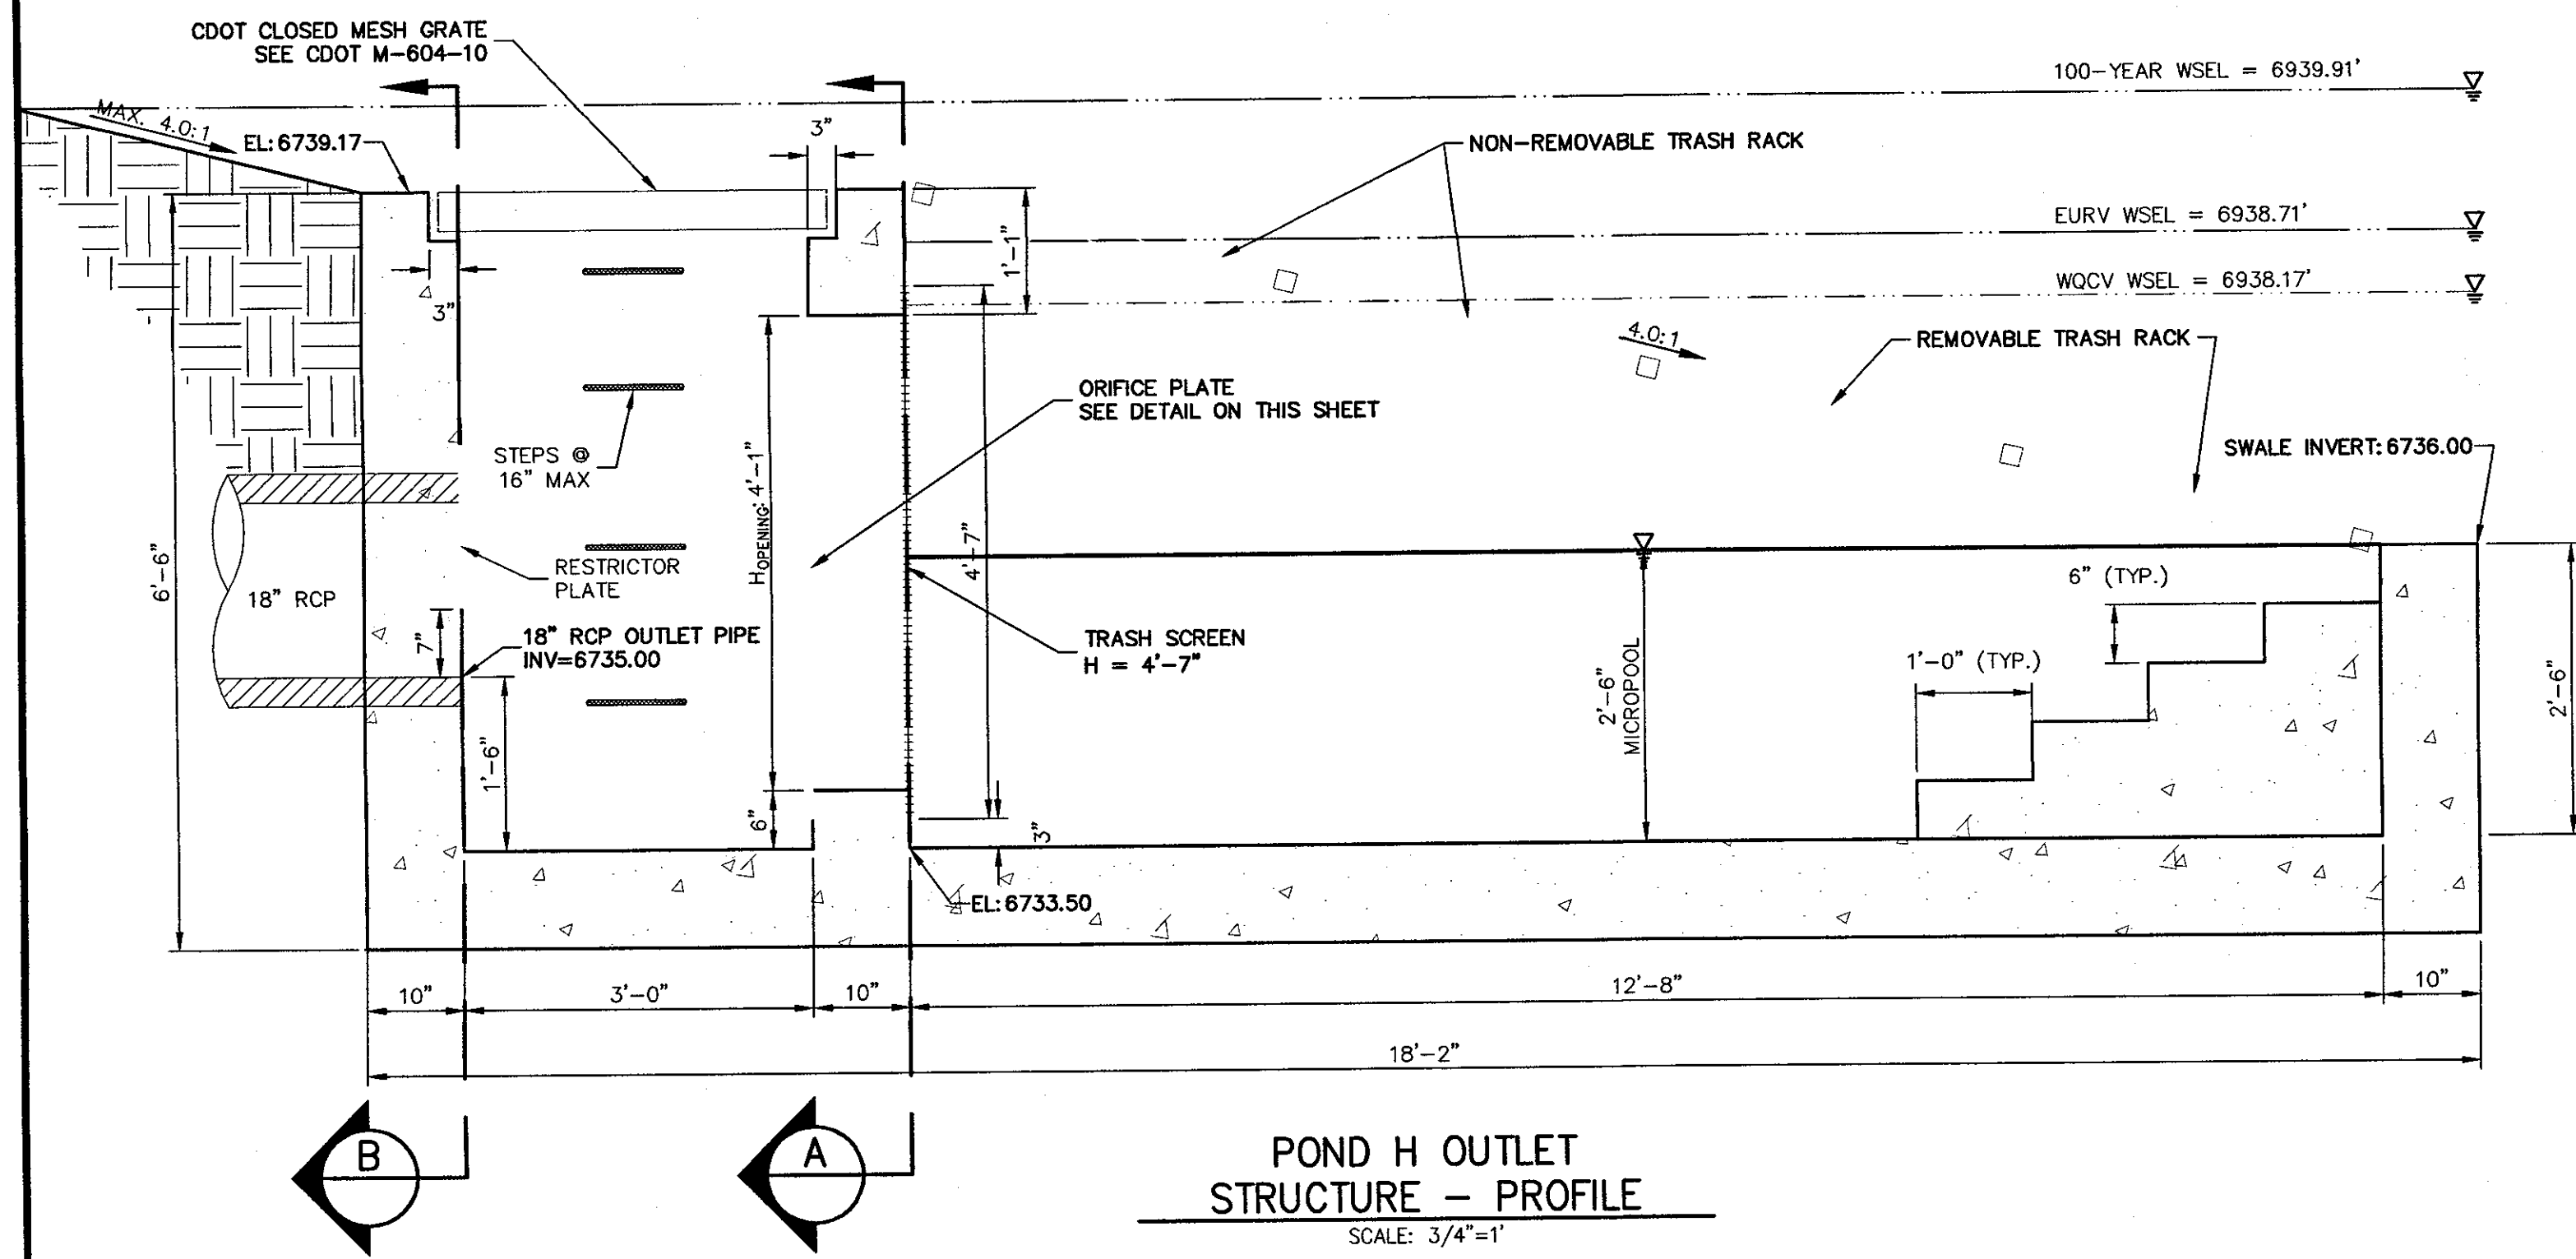 CDOT CLOSED MESH GRATE
SEE CDOT M-604-10
100-YEAR WSEL = 6939.91'
MAX. 4.0:1
EL: 6739.17
3"
NON-REMOVABLE TRASH RACK
EURV WSEL = 6938.71'
1'-1"
WQCV WSEL = 6938.17'
3"
4.0:1
REMOVABLE TRASH RACK
ORIFICE PLATE
SEE DETAIL ON THIS SHEET
STEPS @
16" MAX
SWALE INVERT: 6736.00
HOPENING: 4'-1"
4'-7"
6'-6"
18" RCP
RESTRICTOR
PLATE
6" (TYP.)
7"
18" RCP OUTLET PIPE
INV=6735.00
TRASH SCREEN
H = 4'-7"
1'-0" (TYP.)
2'-6"
MICROPOOL
2'-6"
1'-6"
6"
3"
EL: 6733.50
10"
3'-0"
10"
12'-8"
10"
18'-2"
B
A
POND H OUTLET
STRUCTURE - PROFILE
SCALE: 3/4"=1'